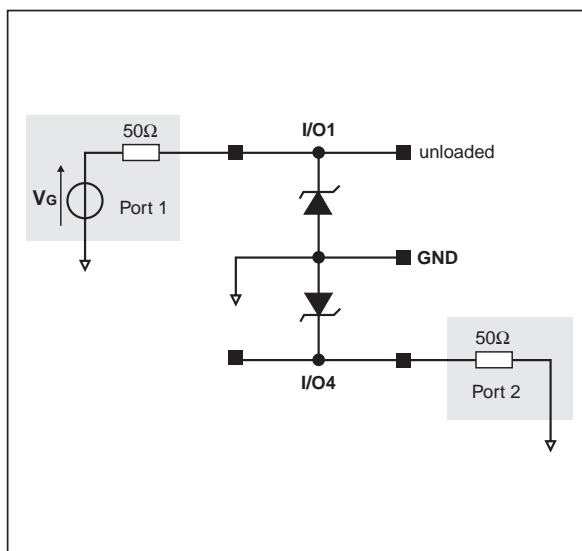 I/O1
50Ω
unloaded
VG
Port 1
GND
50Ω
I/O4
Port 2